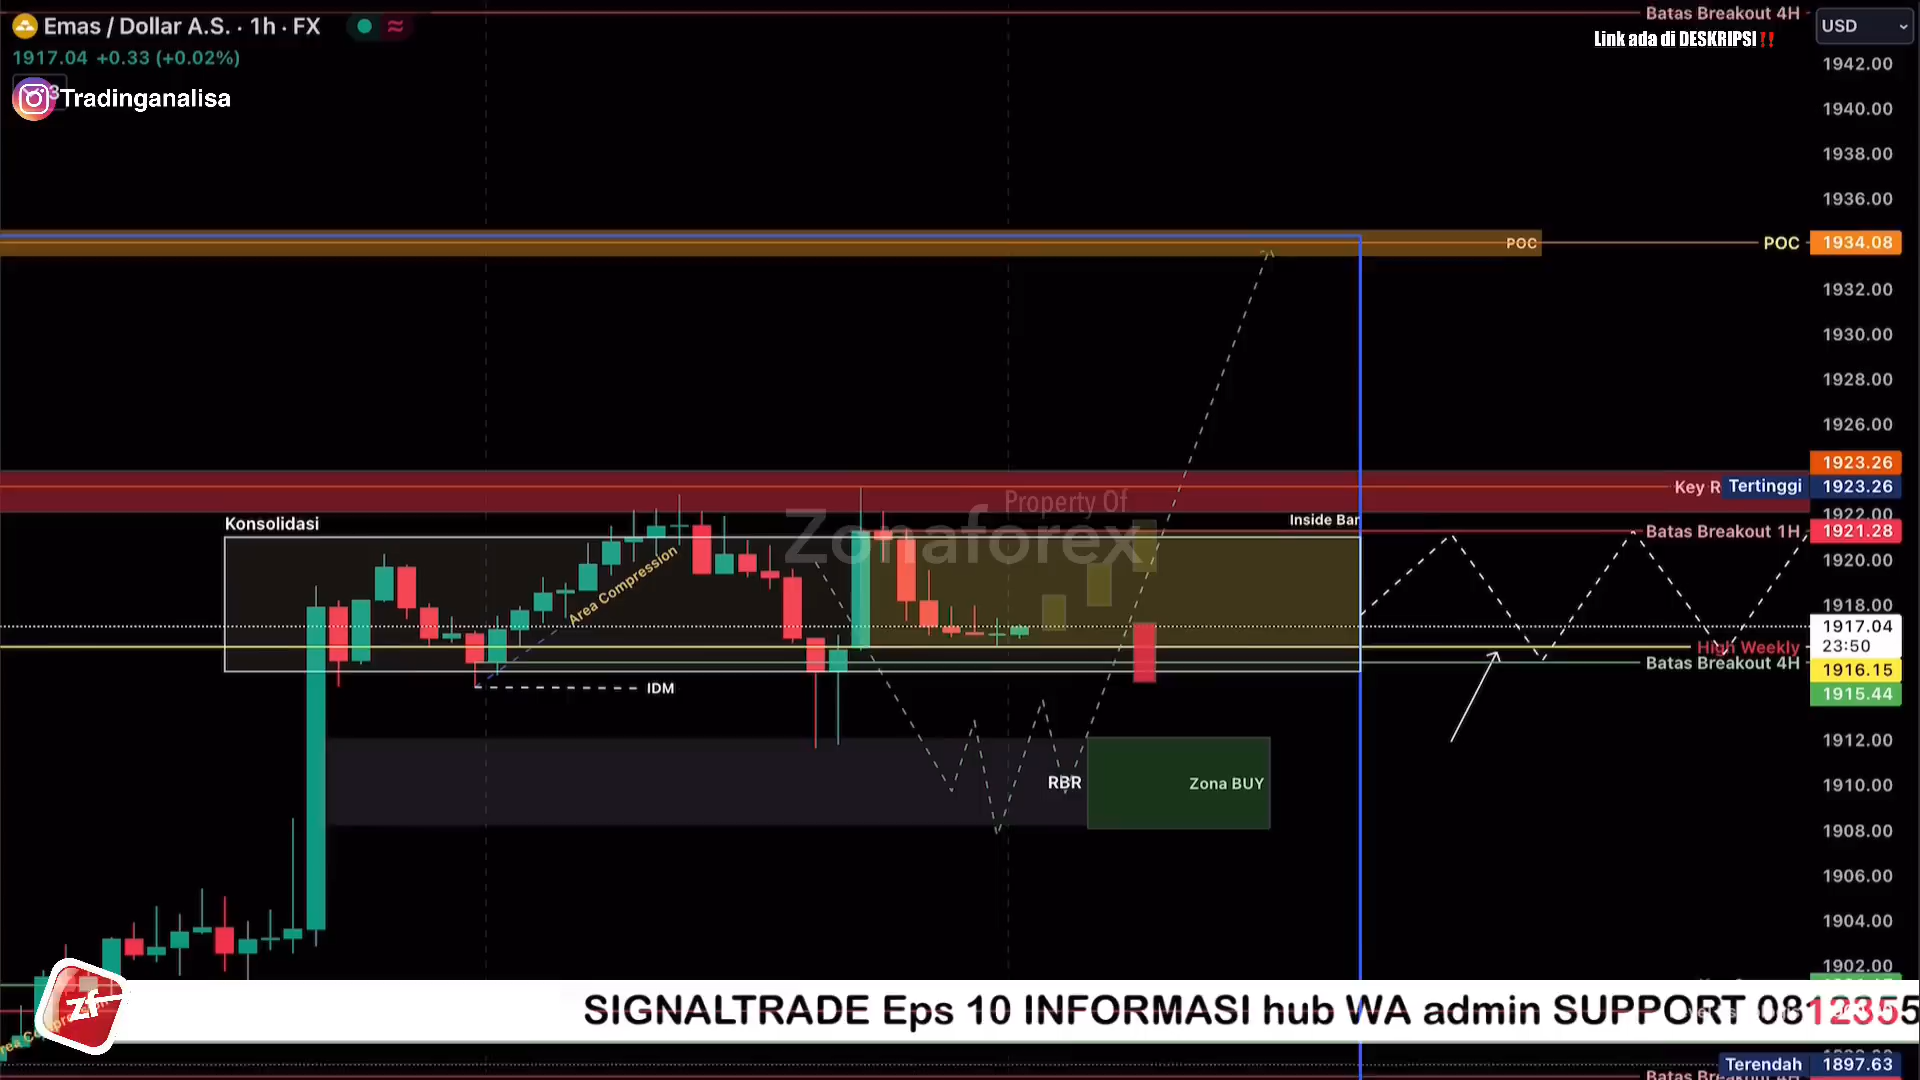 Emas / Dollar A.S. · 1h · FX
1917.04 +0.33 (+0.02%)
Tradinganalisa
Batas Breakout 4H
Link ada di DESKRIPSI!!
USD
1942.00
1940.00
1938.00
1936.00
POC
POC
1934.08
1932.00
1930.00
1928.00
1926.00
1923.26
Key R
Tertinggi
1923.26
1922.00
Property Of
Zonaforex
Konsolidasi
Inside Bar
Batas Breakout 1H
1921.28
1920.00
Area Compression
1918.00
1917.04
23:50
High Weekly
Batas Breakout 4H
1916.15
1915.44
IDM
1912.00
RBR
Zona BUY
1910.00
1908.00
1906.00
1904.00
1902.00
zf
SIGNALTRADE Eps 10 INFORMASI hub WA admin SUPPORT 0812355
Terendah
1897.63
Batas Breakout 4H